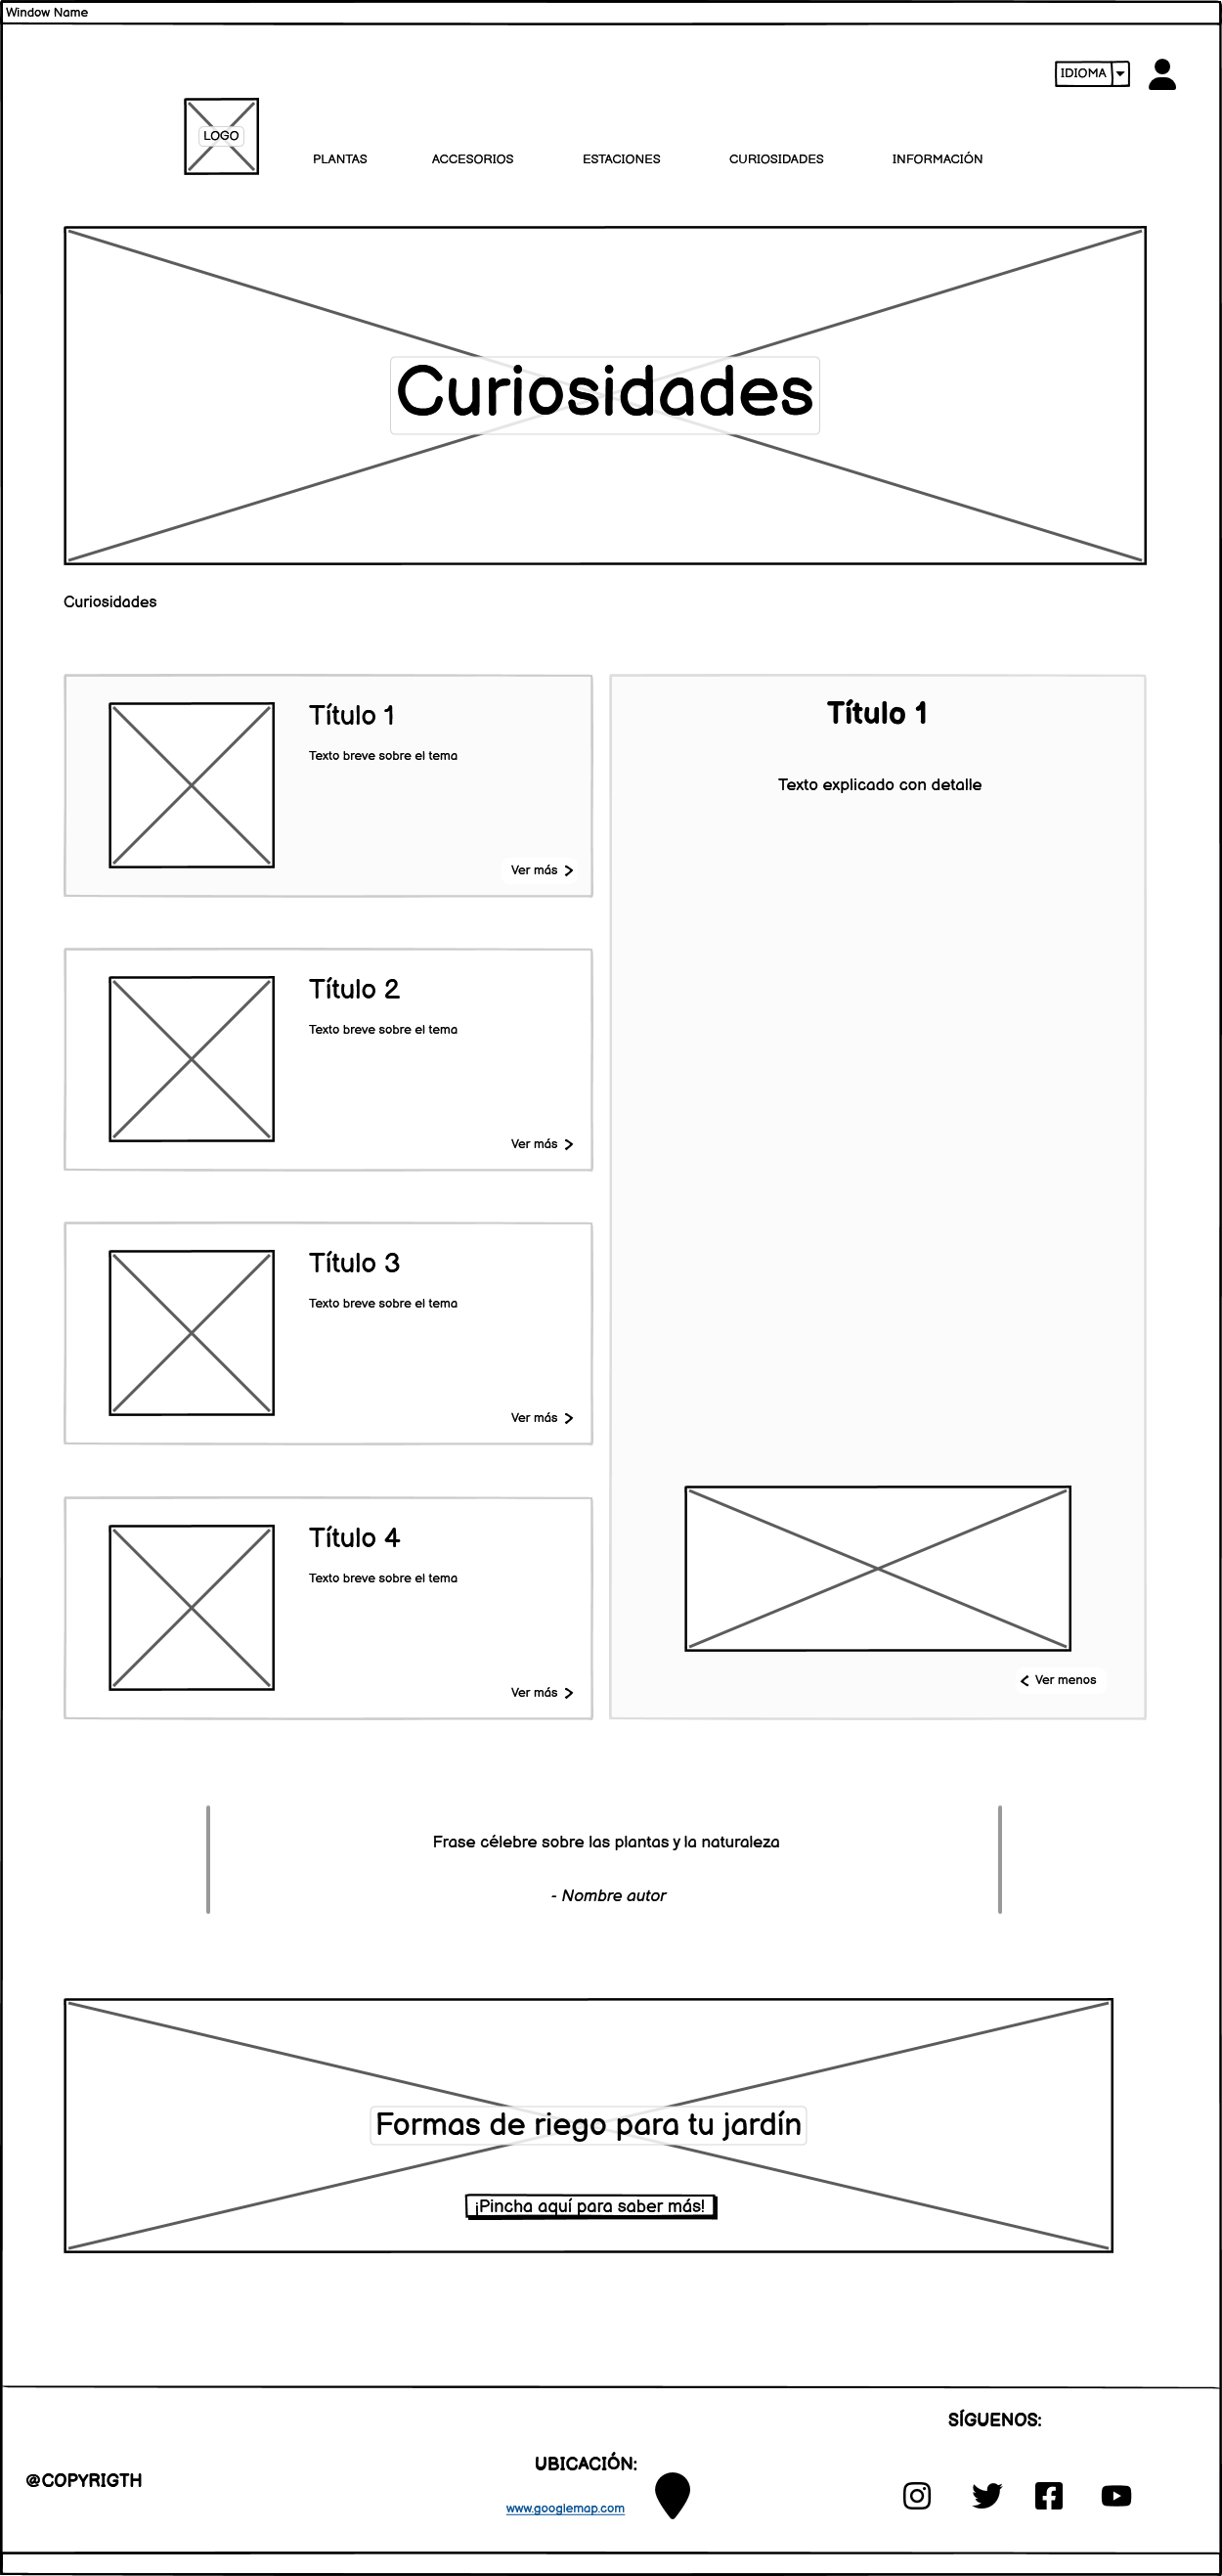 Window Name
IDIOMA
LOGO
PLANTAS ACCESORIOS ESTACIONES CURIOSIDADES INFORMACIÓN
Curiosidades
Curiosidades
Título 1
Texto breve sobre el tema
Ver más
Título 2
Texto breve sobre el tema
Ver más
Título 3
Texto breve sobre el tema
Ver más
Título 4
Texto breve sobre el tema
Ver más
Título 1
Texto explicado con detalle
Ver menos
Frase célebre sobre las plantas y la naturaleza
- Nombre autor
Formas de riego para tu jardín
¡Pincha aquí para saber más!
@COPYRIGTH
UBICACIÓN:
www.googlemap.com
SÍGUENOS: